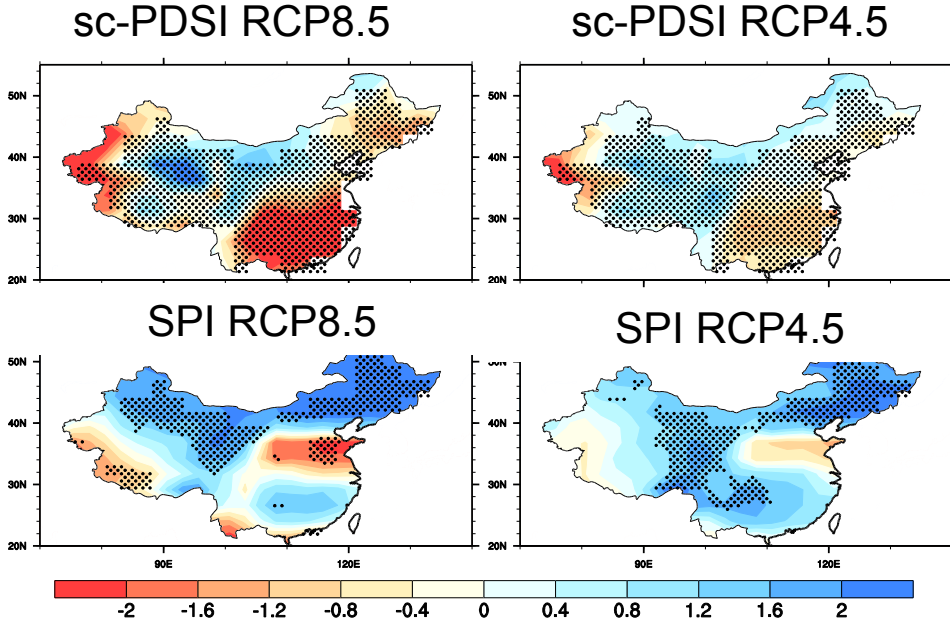 sc-PDSI RCP8.5
sc-PDSI RCP4.5
50N
40N
30N
20N
50N
40N
30N
20N
SPI RCP8.5
SPI RCP4.5
50N
40N
30N
20N
90E
120E
50N
40N
30N
20N
90E
120E
-2 -1.6 -1.2 -0.8 -0.4 0 0.4 0.8 1.2 1.6 2